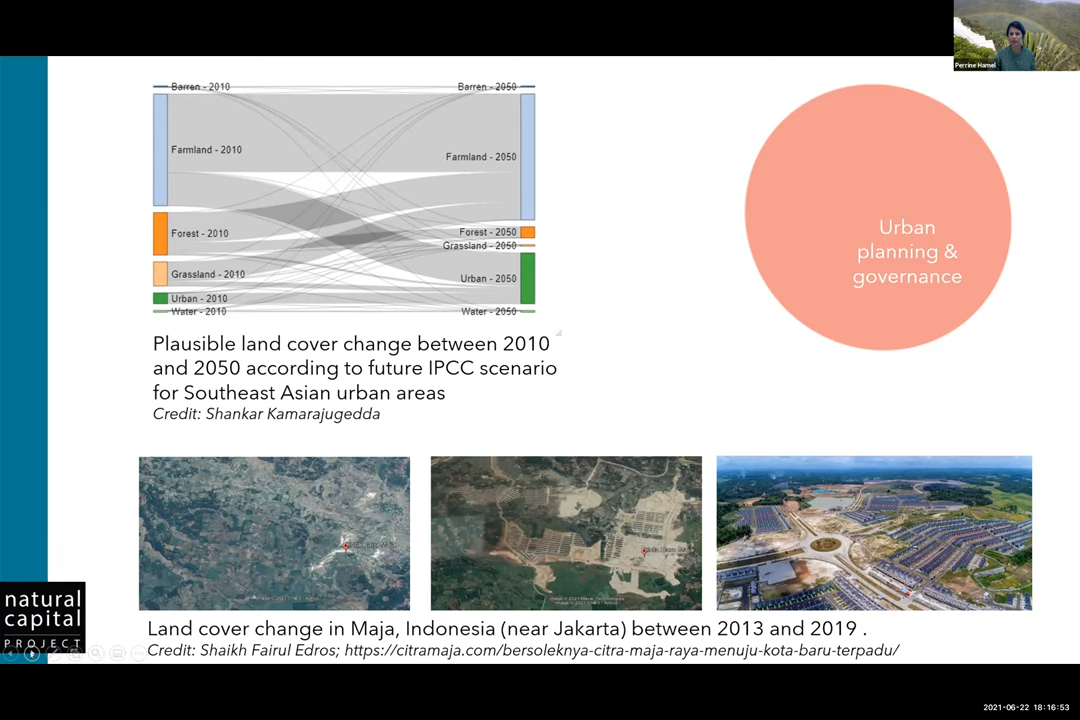 Perrine Hamel
Barren - 2010
Barren - 2050
Farmland - 2010
Farmland - 2050
Forest - 2010
Forest - 2050
Grassland - 2050
Grassland - 2010
Urban - 2050
Urban - 2010
Water - 2010
Water - 2050
Urban
planning &
governance
Plausible land cover change between 2010
and 2050 according to future IPCC scenario
for Southeast Asian urban areas
Credit: Shankar Kamarajugedda
Land cover change in Maja, Indonesia (near Jakarta) between 2013 and 2019 .
Credit: Shaikh Fairul Edros; https://citramaja.com/bersoleknya-citra-maja-raya-menuju-kota-baru-terpadu/
natural
capital
PROJECT
2021-06-22 18:16:53